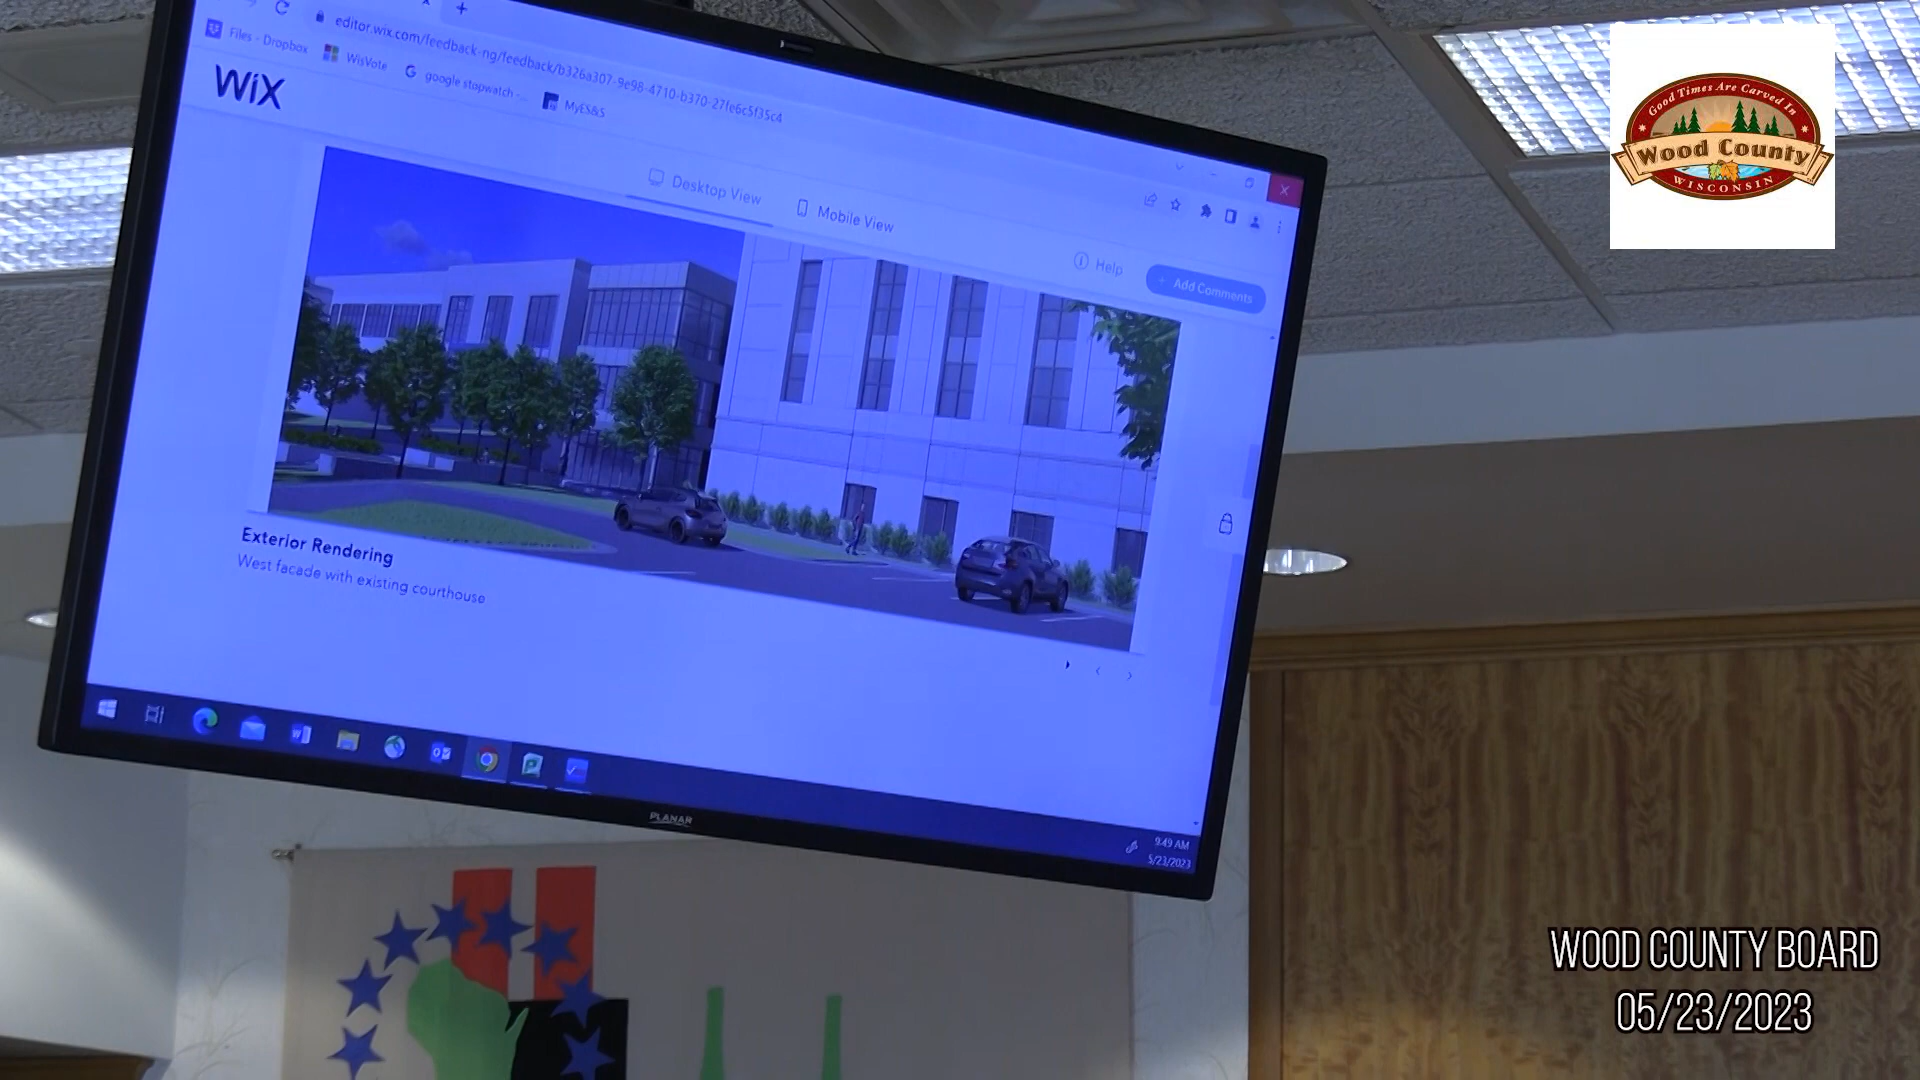 editor.wix.com/feedback-ng/feedback/b326a307-9e98-4710-b370-27fe6c5f35c4
Files - Dropbox
WisVote
google stopwatch -...
MyES&S
WiX
Desktop View
Mobile View
Help
+ Add Comments
Exterior Rendering
West facade with existing courthouse
9:49 AM
5/23/2023
PLANAR
Good Times Are Carved In
Wood County
WISCONSIN
WOOD COUNTY BOARD
05/23/2023